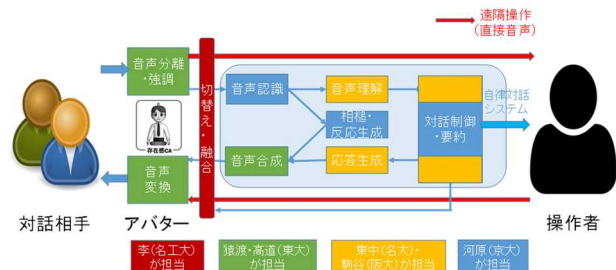 遠隔操作
(直接音声)
音声分離
・強調
切替え・融合
音声認識
音声理解
自律対話
システム
相槌・
反応生成
対話制御
・要約
存在感CA
音声
変換
音声合成
応答生成
対話相手
アバター
操作者
李(名工大)
が担当
猿渡・高道(東大)
が担当
東中(名大)・
駒谷(阪大)が担当
河原(京大)
が担当